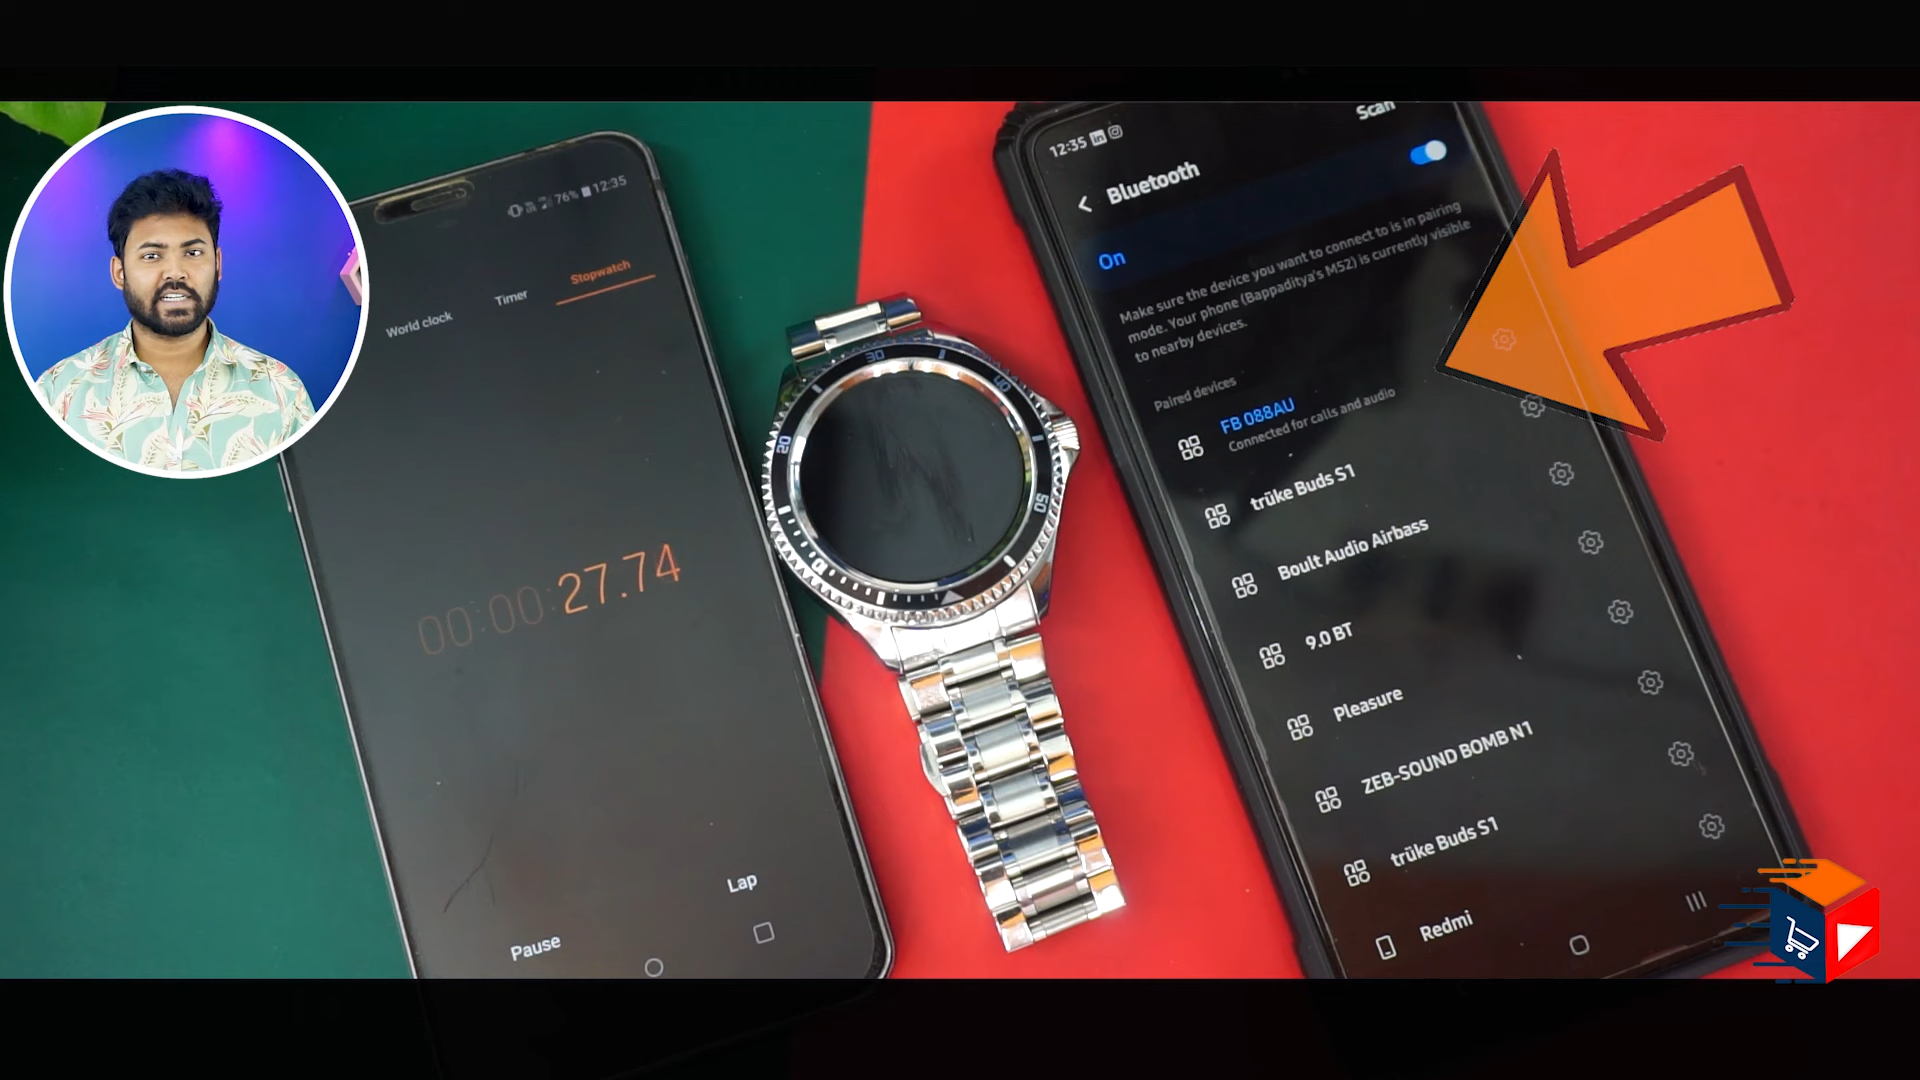 76% 12:35
World clock
Timer
Stopwatch
00:00:27.74
Lap
Pause
20
30
40
50
Scan
12:35
Bluetooth
On
Make sure the device you want to connect to is in pairing
mode. Your phone (Bappaditya's M52) is currently visible
to nearby devices.
Paired devices
FB 088AU
Connected for calls and audio
trüke Buds S1
Boult Audio Airbass
9.0 BT
Pleasure
ZEB-SOUND BOMB N1
trüke Buds S1
Redmi